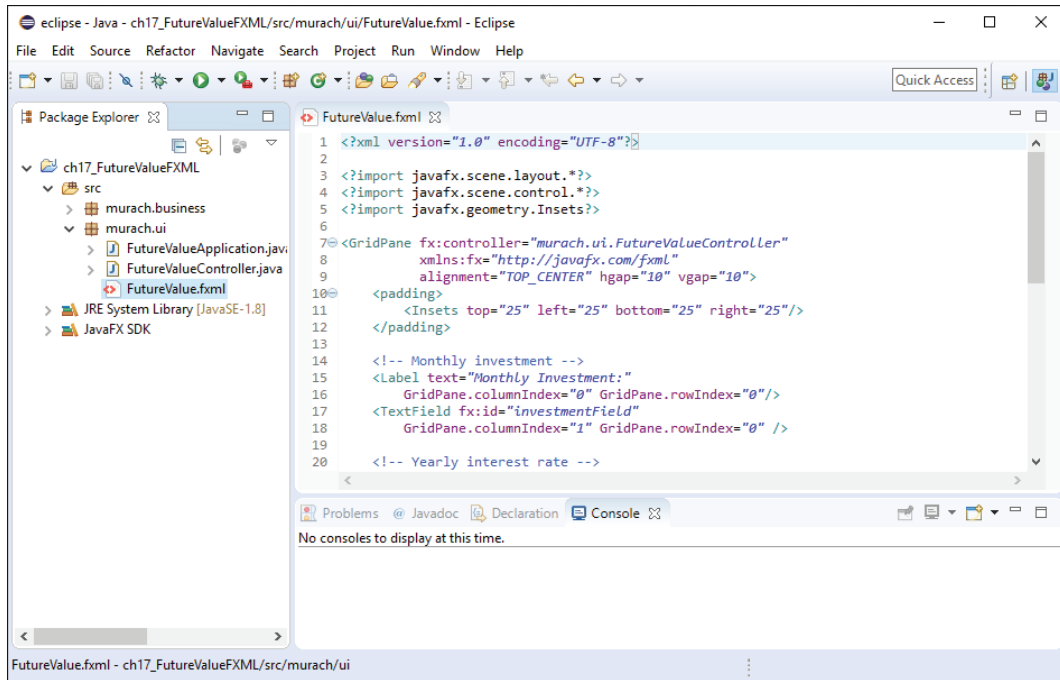 eclipse - Java - ch17_FutureValueFXML/src/murach/ui/FutureValue.fxml - Eclipse
File Edit Source Refactor Navigate Search Project Run Window Help
Quick Access
Package Explorer
ch17_FutureValueFXML
src
murach.business
murach.ui
FutureValueApplication.java
FutureValueController.java
FutureValue.fxml
JRE System Library [JavaSE-1.8]
JavaFX SDK
FutureValue.fxml
1 <?xml version="1.0" encoding="UTF-8"?>
2
3 <?import javafx.scene.layout.*?>
4 <?import javafx.scene.control.*?>
5 <?import javafx.geometry.Insets?>
6
7 <GridPane fx:controller="murach.ui.FutureValueController"
8 xmlns:fx="http://javafx.com/fxml"
9 alignment="TOP_CENTER" hgap="10" vgap="10">
10 <padding>
11 <Insets top="25" left="25" bottom="25" right="25"/>
12 </padding>
13
14 <!-- Monthly investment -->
15 <Label text="Monthly Investment:"
16 GridPane.columnIndex="0" GridPane.rowIndex="0"/>
17 <TextField fx:id="investmentField"
18 GridPane.columnIndex="1" GridPane.rowIndex="0" />
19
20 <!-- Yearly interest rate -->
Problems @ Javadoc Declaration Console
No consoles to display at this time.
FutureValue.fxml - ch17_FutureValueFXML/src/murach/ui